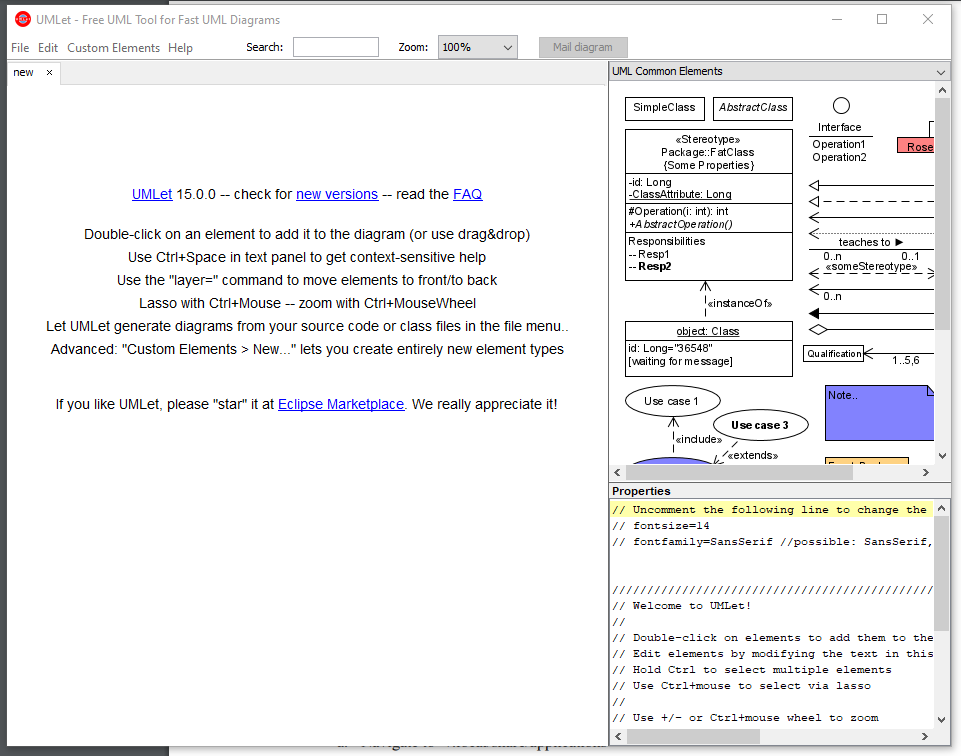 UMLet - Free UML Tool for Fast UML Diagrams
File Edit Custom Elements Help Search: Zoom: 100% Mail diagram
new ×
UMLet 15.0.0 -- check for new versions -- read the FAQ
Double-click on an element to add it to the diagram (or use drag&drop)
Use Ctrl+Space in text panel to get context-sensitive help
Use the "layer=" command to move elements to front/to back
Lasso with Ctrl+Mouse -- zoom with Ctrl+MouseWheel
Let UMLet generate diagrams from your source code or class files in the file menu..
Advanced: "Custom Elements > New..." lets you create entirely new element types
If you like UMLet, please "star" it at Eclipse Marketplace. We really appreciate it!
UML Common Elements
SimpleClass
AbstractClass
«Stereotype»
Package::FatClass
{Some Properties}
-id: Long
-ClassAttribute: Long
#Operation(i: int): int
+AbstractOperation()
Responsibilities
-- Resp1
-- Resp2
Interface
Operation1
Operation2
Rose
teaches to ►
0..n 0..1
«someStereotype»
0..n
«instanceOf»
object: Class
id: Long="36548"
[waiting for message]
Qualification
1..5,6
Use case 1
Use case 3
«include»
«extends»
Note..
Properties
// Uncomment the following line to change the
// fontsize=14
// fontfamily=SansSerif //possible: SansSerif,
//////////////////////////////////////////////
// Welcome to UMLet!
//
// Double-click on elements to add them to the
// Edit elements by modifying the text in this
// Hold Ctrl to select multiple elements
// Use Ctrl+mouse to select via lasso
//
// Use +/- or Ctrl+mouse wheel to zoom